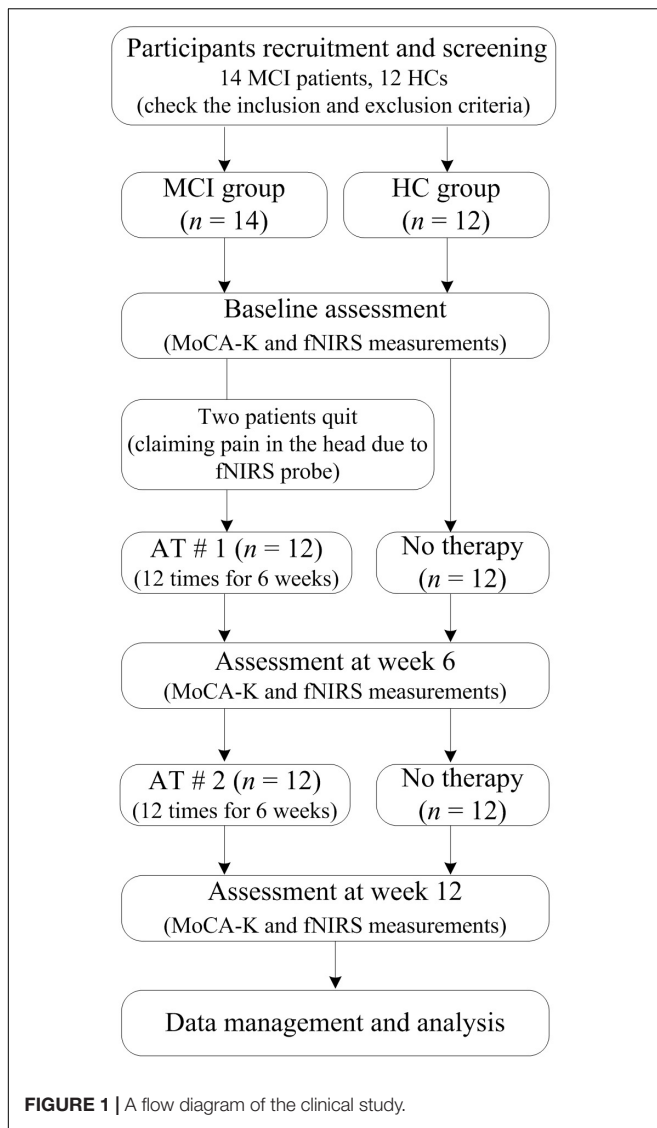 Participants recruitment and screening
14 MCI patients, 12 HCs
(check the inclusion and exclusion criteria)
MCI group
(n = 14)
HC group
(n = 12)
Baseline assessment
(MoCA-K and fNIRS measurements)
Two patients quit
(claiming pain in the head due to
fNIRS probe)
AT # 1 (n = 12)
(12 times for 6 weeks)
No therapy
(n = 12)
Assessment at week 6
(MoCA-K and fNIRS measurements)
AT # 2 (n = 12)
(12 times for 6 weeks)
No therapy
(n = 12)
Assessment at week 12
(MoCA-K and fNIRS measurements)
Data management and analysis
FIGURE 1 | A flow diagram of the clinical study.